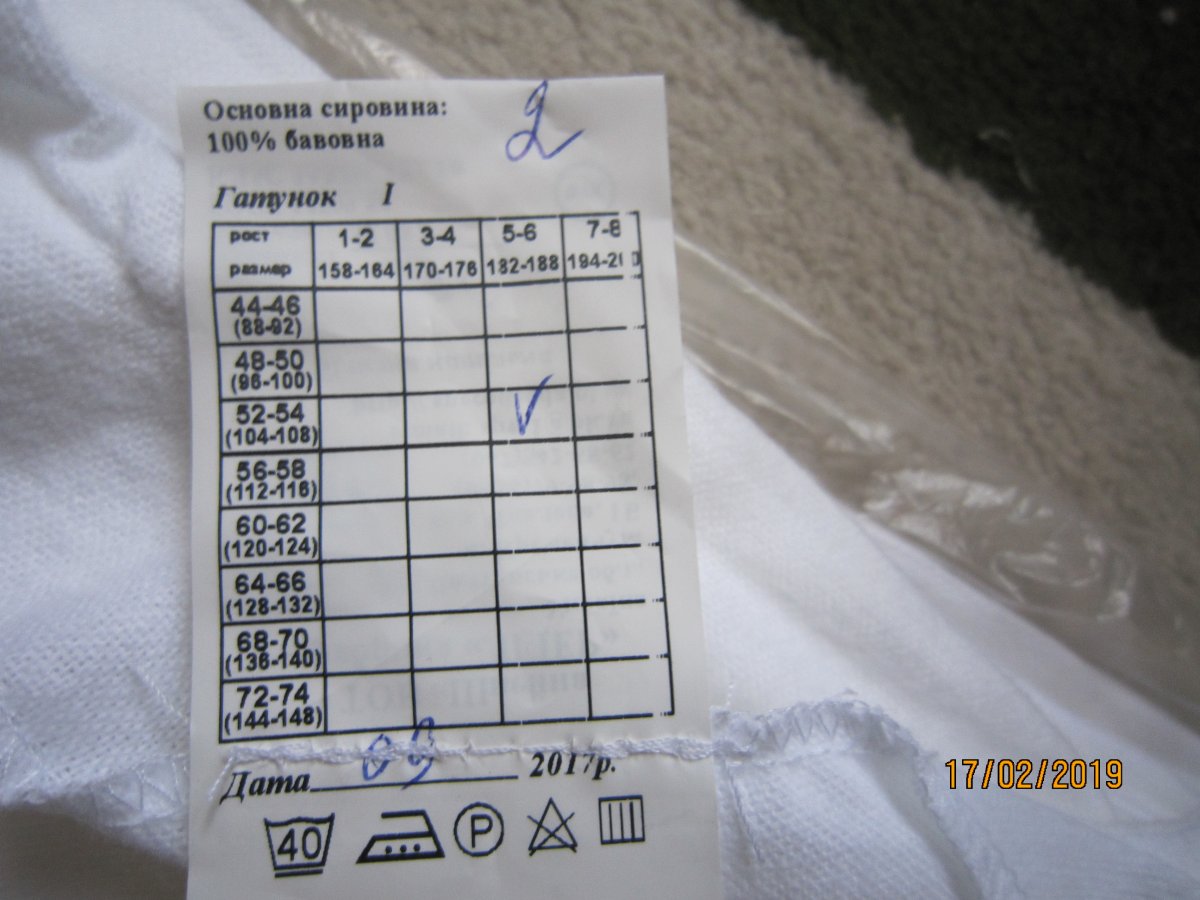 Основна сировина:
2
100% бавовна
Гатунок I
рост 1-2 3-4 5-6 7-8
размер 158-164 170-176 182-188
44-46
(88-92)
48-50
(96-100)
52-54 V
(104-108)
56-58
(112-116)
60-62
(120-124)
64-66
(128-132)
68-70
(136-140)
72-74
(144-148)
Дата 09 2017р.
40 P
17/02/2019